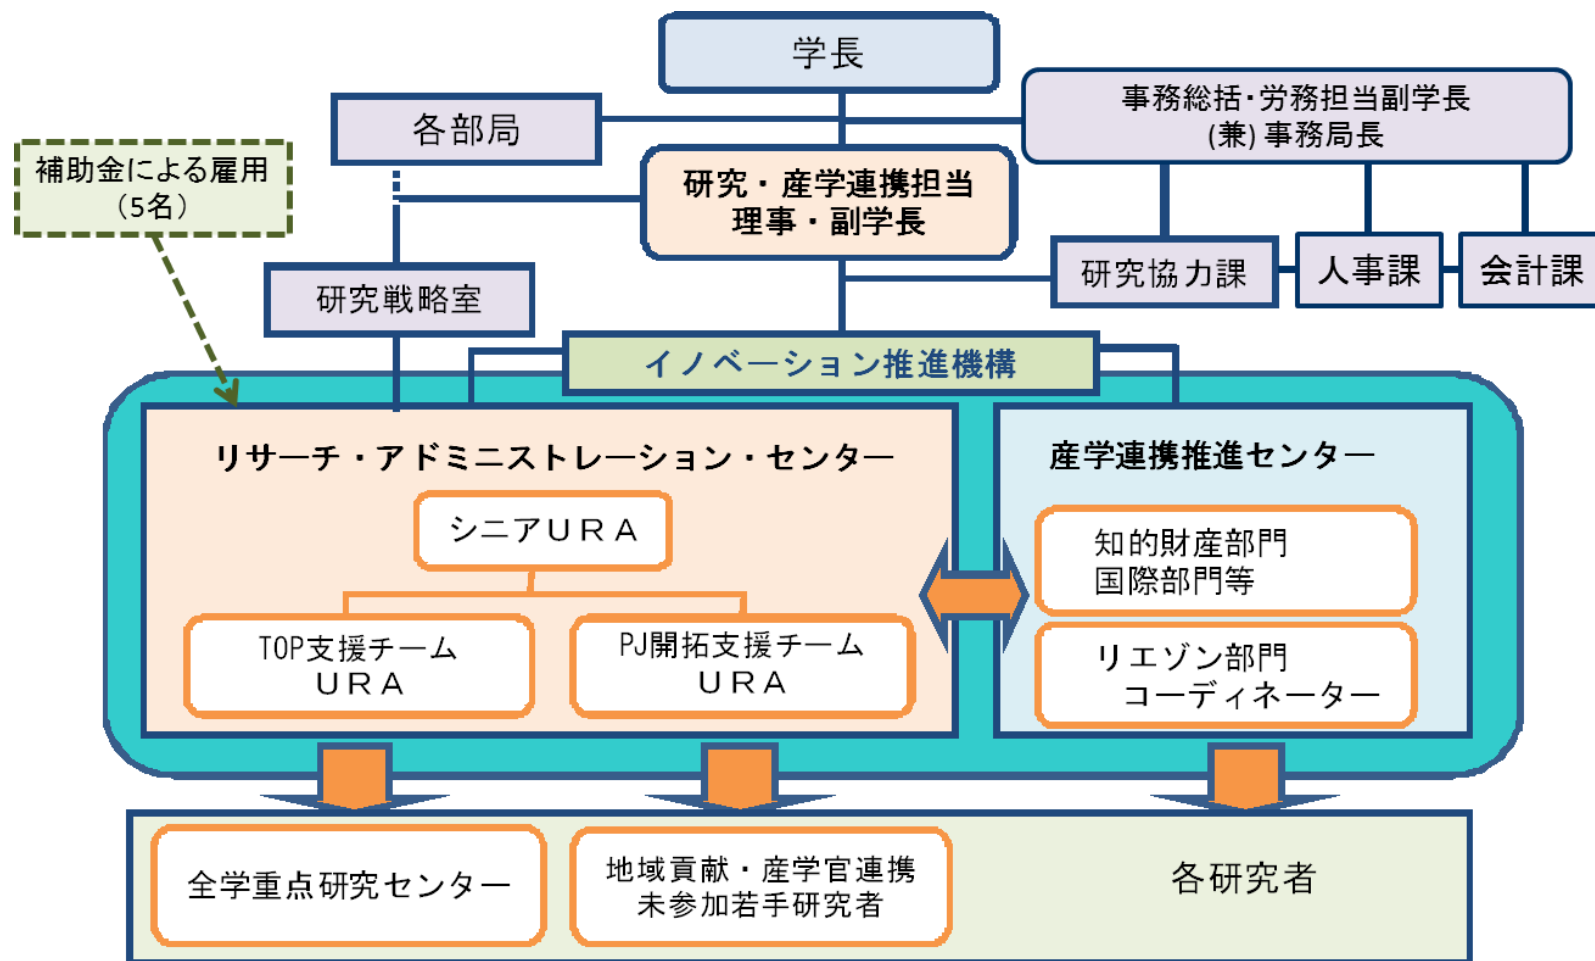 学長
各部局
事務総括・労務担当副学長
(兼)事務局長
補助金による雇用
(5名)
研究・産学連携担当
理事・副学長
研究戦略室
研究協力課
人事課
会計課
イノベーション推進機構
リサーチ・アドミニストレーション・センター
シニアＵＲＡ
TOP支援チーム
ＵＲＡ
PJ開拓支援チーム
ＵＲＡ
産学連携推進センター
知的財産部門
国際部門等
リエゾン部門
コーディネーター
全学重点研究センター
地域貢献・産学官連携
未参加若手研究者
各研究者